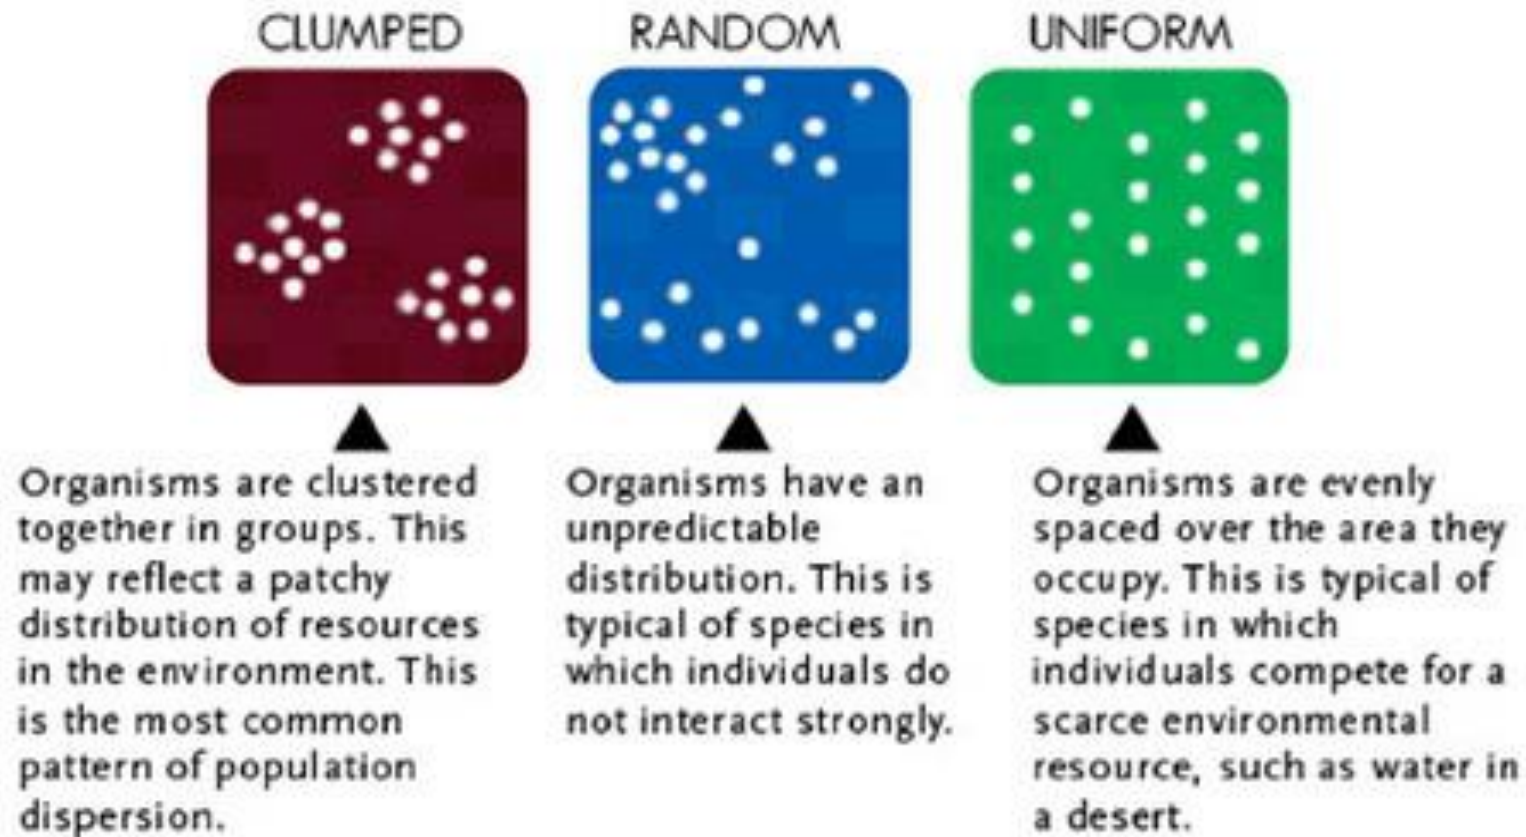 CLUMPED
RANDOM
UNIFORM
Organisms are clustered
together in groups. This
may reflect a patchy
distribution of resources
in the environment. This
is the most common
pattern of population
dispersion.
Organisms have an
unpredictable
distribution. This is
typical of species in
which individuals do
not interact strongly.
Organisms are evenly
spaced over the area they
occupy. This is typical of
species in which
individuals compete for a
scarce environmental
resource, such as water in
a desert.